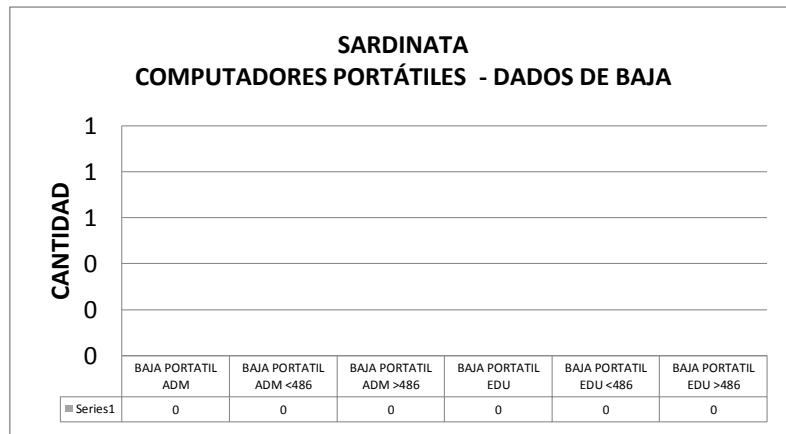 SARDINATA
COMPUTADORES PORTÁTILES - DADOS DE BAJA
CANTIDAD
1
1
1
0
0
0
BAJA PORTATIL ADM
BAJA PORTATIL ADM <486
BAJA PORTATIL ADM >486
BAJA PORTATIL EDU
BAJA PORTATIL EDU <486
BAJA PORTATIL EDU >486
Series1 0 0 0 0 0 0